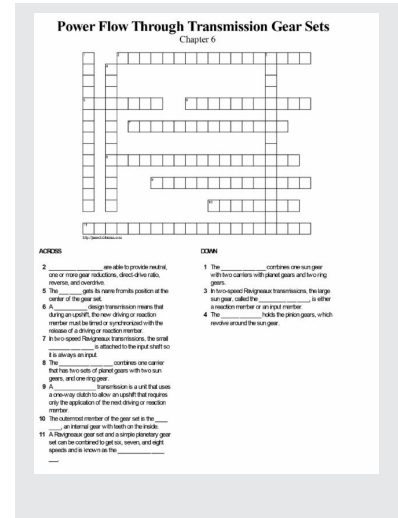 Power Flow Through Transmission Gear Sets
Chapter 6
ACROSS
2 ________________ are able to provide neutral,
one or more gear reductions, direct-drive ratio,
reverse, and overdrive.
5 The _______ gets its name fromits position at the
center of the gear set.
6 A ___________ design transmission means that
during an upshift, the new driving or reaction
member must be timed or synchronized with the
release of a driving or reaction member.
7 In two-speed Ravigneaux transmissions, the small
_______ ____ ____ is attached to the input shaft so
it is always an input.
8 The ________ _________ combines one carrier
that has two sets of planet gears with two sun
gears, and one ring gear.
9 A ____________ transmission is a unit that uses
a one-way clutch to allow an upshift that requires
only the application of the next driving or reaction
member.
10 The outermost member of the gear set is the ____
____, an internal gear with teeth on the inside.
11 A Ravigneaux gear set and a simple planetary gear
set can be combined to get six, seven, and eight
speeds and is known as the _________ ____
___.
DOWN
1 The _____________ combines one sun gear
with two carriers with planet gears and two ring
gears.
3 In two-speed Ravigneaux transmissions, the large
sun gear, called the _______________, is either
a reaction member or an input member.
4 The ____________ holds the pinion gears, which
revolve around the sun gear.